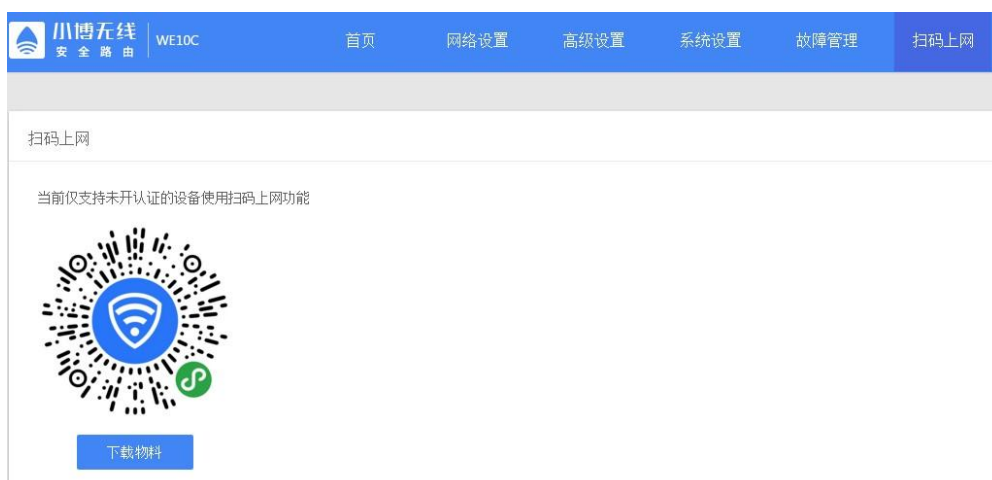 小博无线
安全路由
WE10C
首页 网络设置 高级设置 系统设置 故障管理 扫码上网
扫码上网
当前仅支持未开认证的设备使用扫码上网功能
下载物料